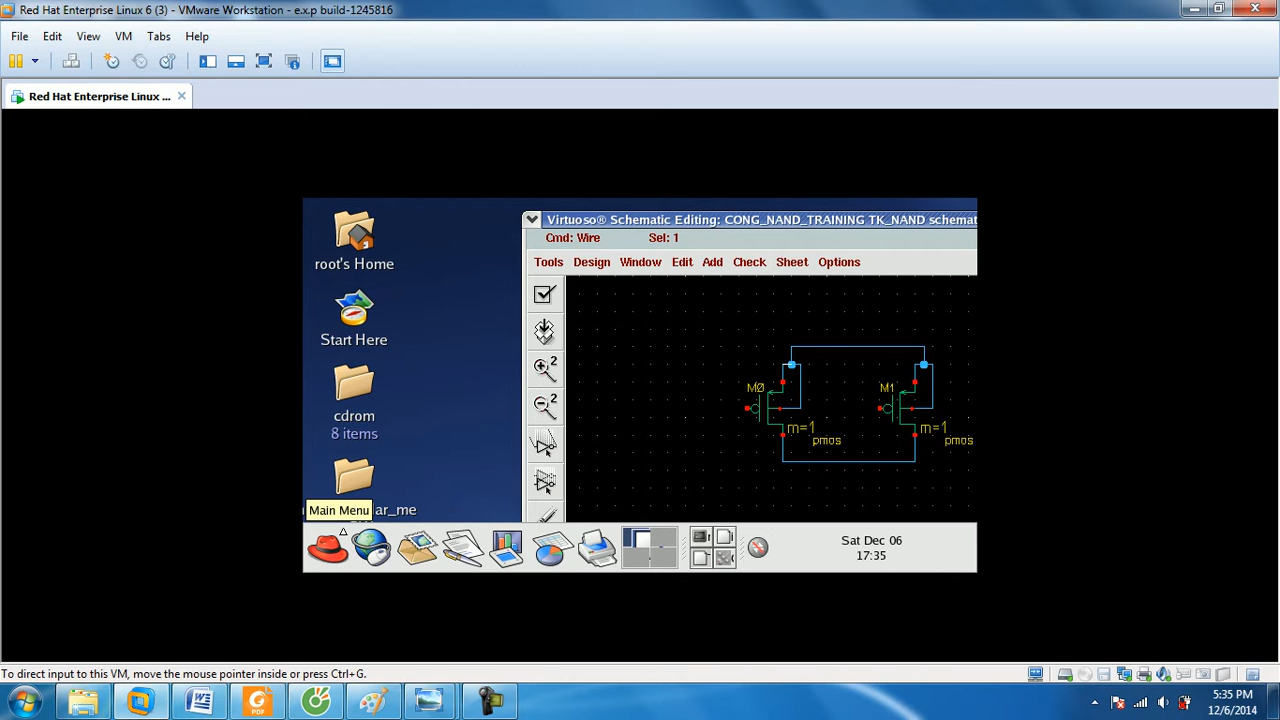 Red Hat Enterprise Linux 6 (3) - VMware Workstation - e.x.p build-1245816
File Edit View VM Tabs Help
Red Hat Enterprise Linux ...
root's Home
Start Here
cdrom
8 items
ar_me
Main Menu
Virtuoso® Schematic Editing: CONG_NAND_TRAINING TK_NAND schemat
Cmd: Wire Sel: 1
Tools Design Window Edit Add Check Sheet Options
2
2
M0 M1
m=1 m=1
pmos pmos
Sat Dec 06
17:35
To direct input to this VM, move the mouse pointer inside or press Ctrl+G.
PDF
5:35 PM
12/6/2014